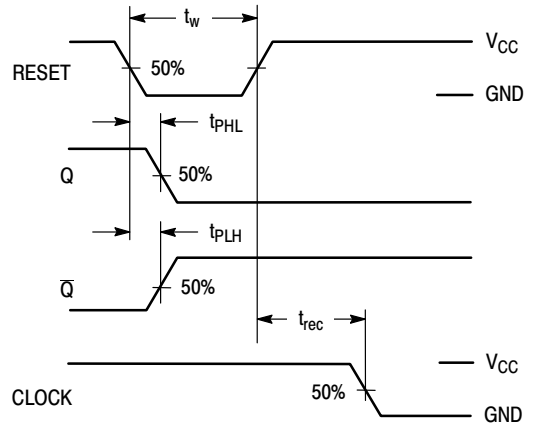 tw
VCC
RESET
50%
GND
tPHL
Q
50%
tPLH
Q̅
50%
trec
VCC
CLOCK
50%
GND